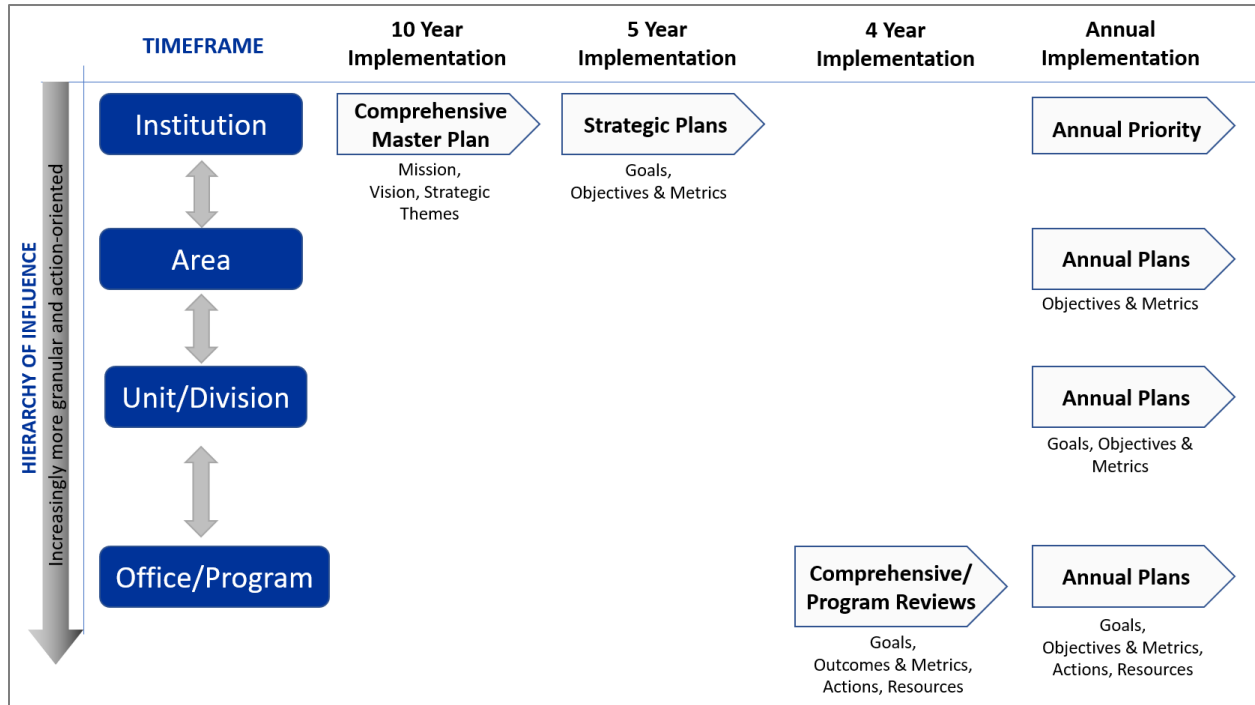 TIMEFRAME
10 Year
Implementation
5 Year
Implementation
4 Year
Implementation
Annual
Implementation
HIERARCHY OF INFLUENCE
Increasingly more granular and action-oriented
Institution
Comprehensive
Master Plan
Mission,
Vision, Strategic
Themes
Strategic Plans
Goals,
Objectives & Metrics
Annual Priority
Area
Annual Plans
Objectives & Metrics
Unit/Division
Annual Plans
Goals, Objectives &
Metrics
Office/Program
Comprehensive/
Program Reviews
Goals,
Outcomes & Metrics,
Actions, Resources
Annual Plans
Goals,
Objectives & Metrics,
Actions, Resources